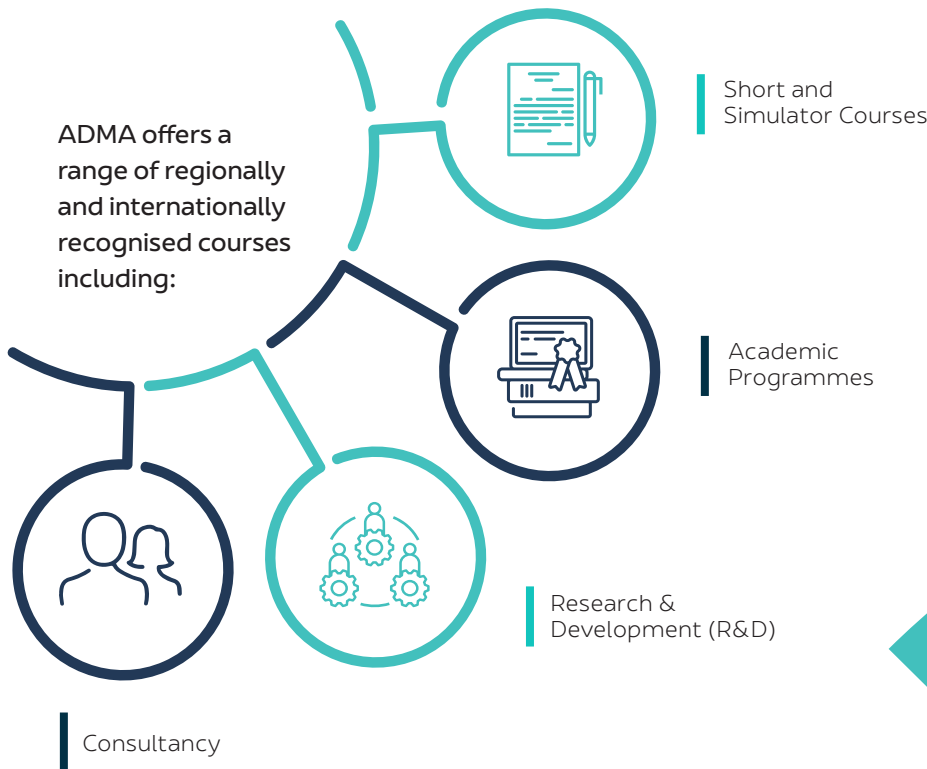 ADMA offers a
range of regionally
and internationally
recognised courses
including:
Short and
Simulator Courses
Academic
Programmes
Research &
Development (R&D)
Consultancy